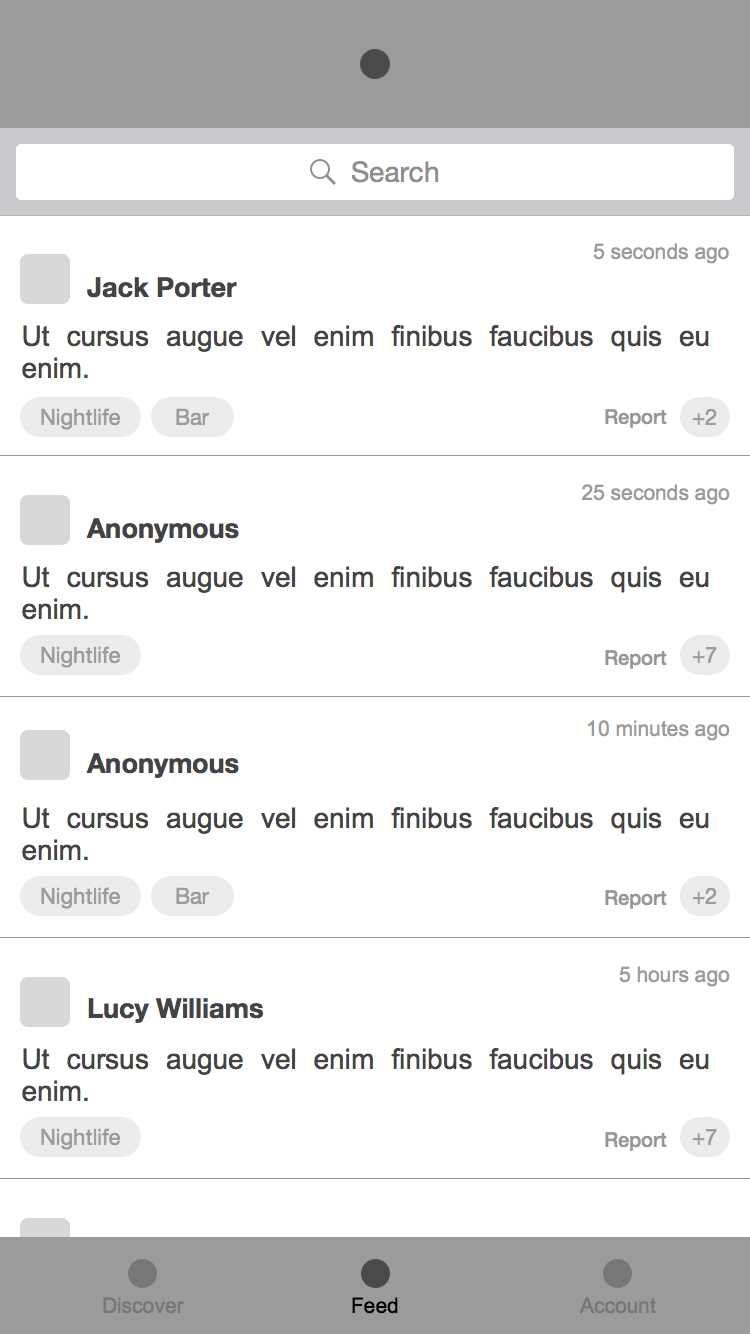 Search
5 seconds ago
Jack Porter
Ut cursus augue vel enim finibus faucibus quis eu
enim.
Nightlife Bar Report +2
25 seconds ago
Anonymous
Ut cursus augue vel enim finibus faucibus quis eu
enim.
Nightlife Report +7
10 minutes ago
Anonymous
Ut cursus augue vel enim finibus faucibus quis eu
enim.
Nightlife Bar Report +2
5 hours ago
Lucy Williams
Ut cursus augue vel enim finibus faucibus quis eu
enim.
Nightlife Report +7
Discover Feed Account